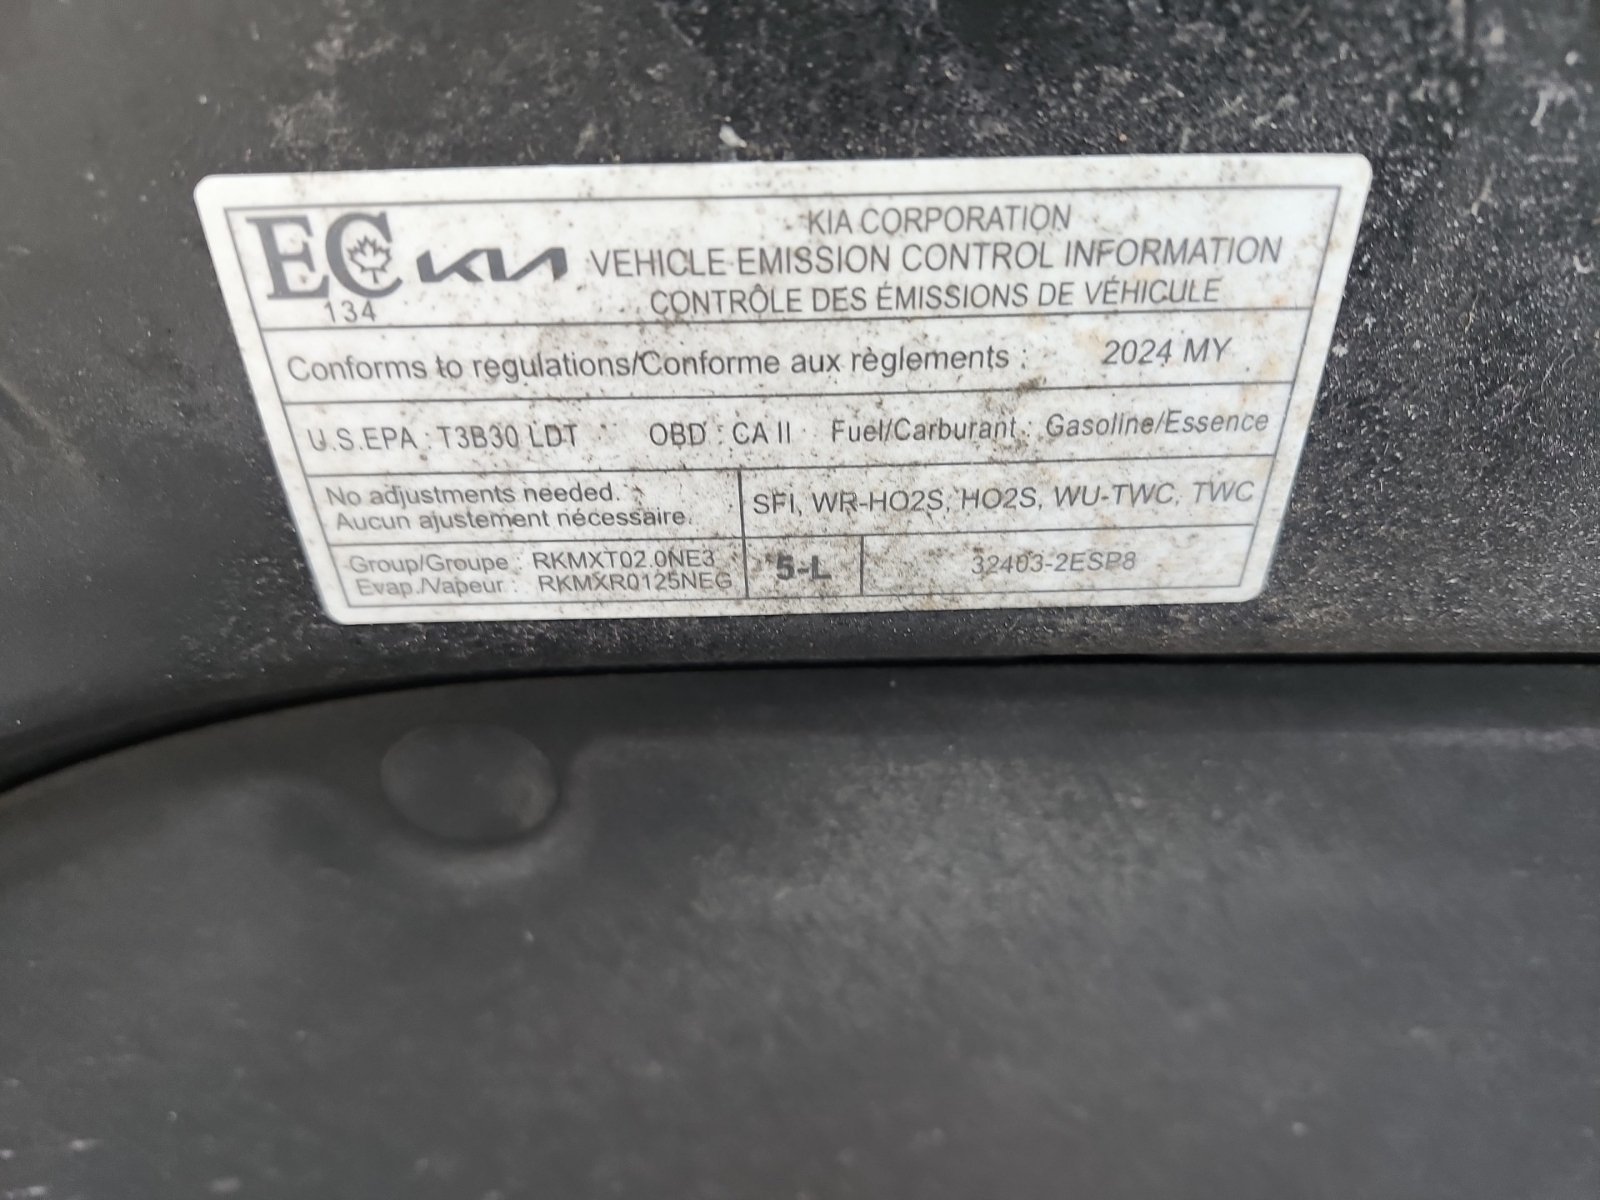 EC KIA
134
KIA CORPORATION
VEHICLE EMISSION CONTROL INFORMATION
CONTRÔLE DES ÉMISSIONS DE VÉHICULE
Conforms to regulations/Conforme aux règlements : 2024 MY
U.S.EPA : T3B30 LDT OBD : CA II Fuel/Carburant : Gasoline/Essence
No adjustments needed.
Aucun ajustement nécessaire.
SFI, WR-HO2S, HO2S, WU-TWC, TWC
Group/Groupe : RKMXT02.0NE3
Evap./Vapeur : RKMXR0125NEG
5-L
32403-2ESP8